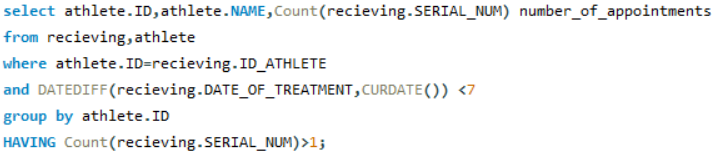 select athlete.ID,athlete.NAME,Count(recieving.SERIAL_NUM) number_of_appointments
from recieving,athlete
where athlete.ID=recieving.ID_ATHLETE
and DATEDIFF(recieving.DATE_OF_TREATMENT,CURDATE()) <7
group by athlete.ID
HAVING Count(recieving.SERIAL_NUM)>1;